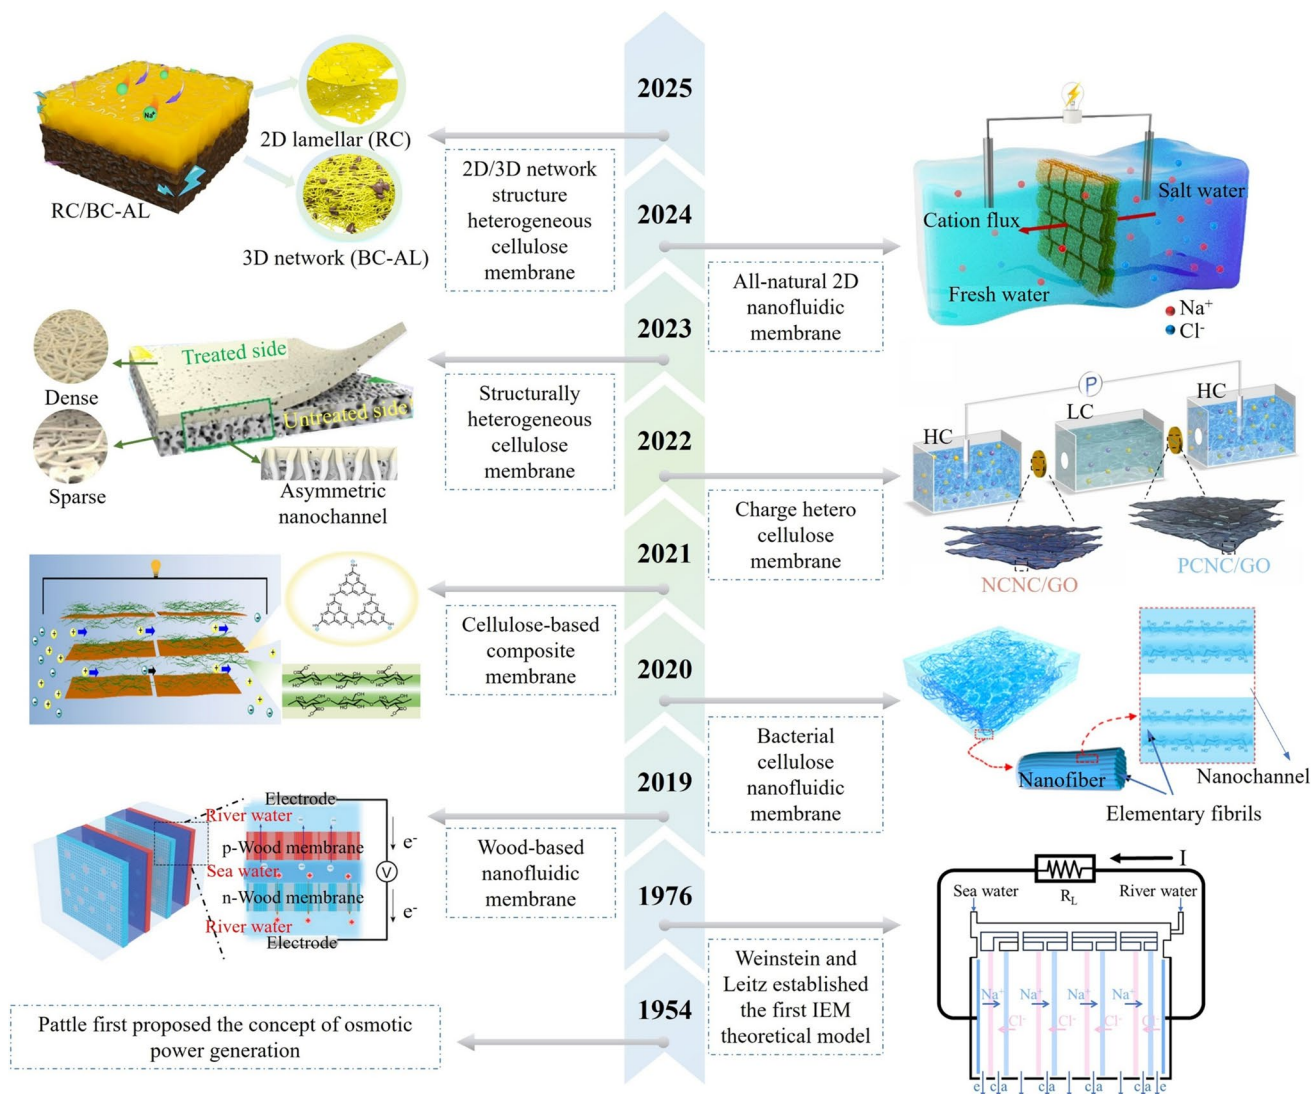 2025
Na⁺
2D lamellar (RC)
RC/BC-AL
3D network (BC-AL)
2D/3D network
structure
heterogeneous
cellulose
membrane
2024
Salt water
Cation flux
Fresh water
Na⁺
Cl⁻
All-natural 2D
nanofluidic
membrane
2023
Treated side
Untreated side
Dense
Sparse
Asymmetric
nanochannel
Structurally
heterogeneous
cellulose
membrane
2022
P
HC
LC
HC
NCNC/GO
PCNC/GO
Charge hetero
cellulose
membrane
2021
Cellulose-based
composite
membrane
2020
Bacterial
cellulose
nanofluidic
membrane
Nanofiber
Nanochannel
Elementary fibrils
2019
Electrode
River water
p-Wood membrane
Sea water
n-Wood membrane
River water
Electrode
e⁻
V
e⁻
Wood-based
nanofluidic
membrane
1976
I
Sea water
R_L
River water
Na⁺ Na⁺ Na⁺ Na⁺
Cl⁻ Cl⁻ Cl⁻ Cl⁻
e c a c a c a c a e
Weinstein and
Leitz established
the first IEM
theoretical model
1954
Pattle first proposed the concept of osmotic
power generation